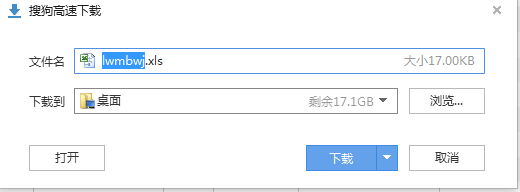 搜狗高速下载
文件名 lwmbwj.xls 大小17.00KB
下载到 桌面 剩余17.1GB 浏览...
打开 下载 取消